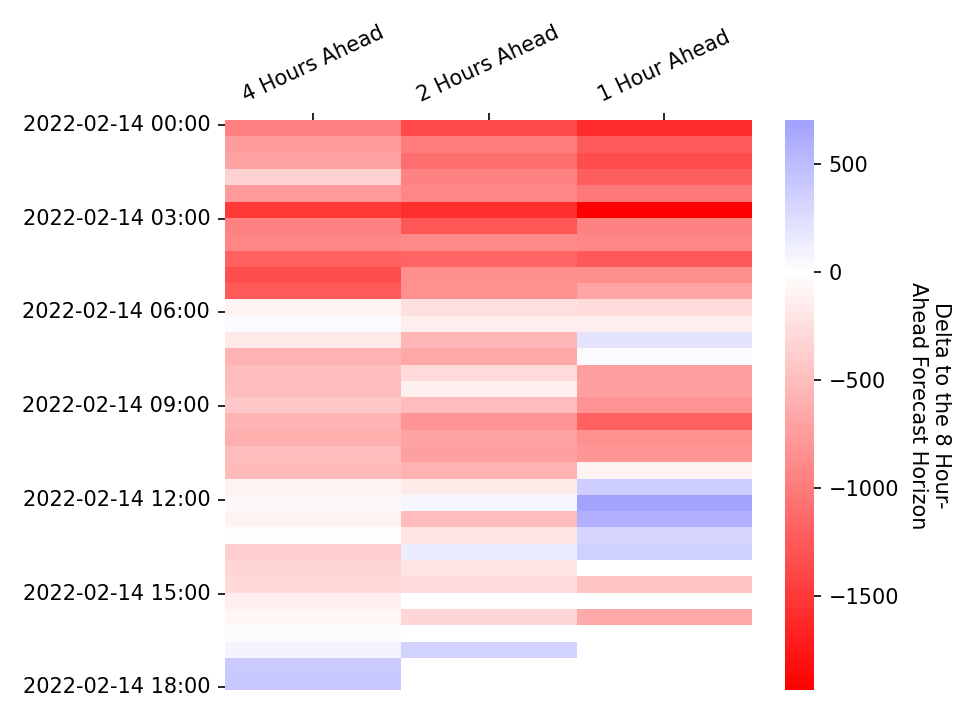 4 Hours Ahead
2 Hours Ahead
1 Hour Ahead
2022-02-14 00:00
2022-02-14 03:00
2022-02-14 06:00
2022-02-14 09:00
2022-02-14 12:00
2022-02-14 15:00
2022-02-14 18:00
500
0
−500
−1000
−1500
Delta to the 8 Hour-
Ahead Forecast Horizon